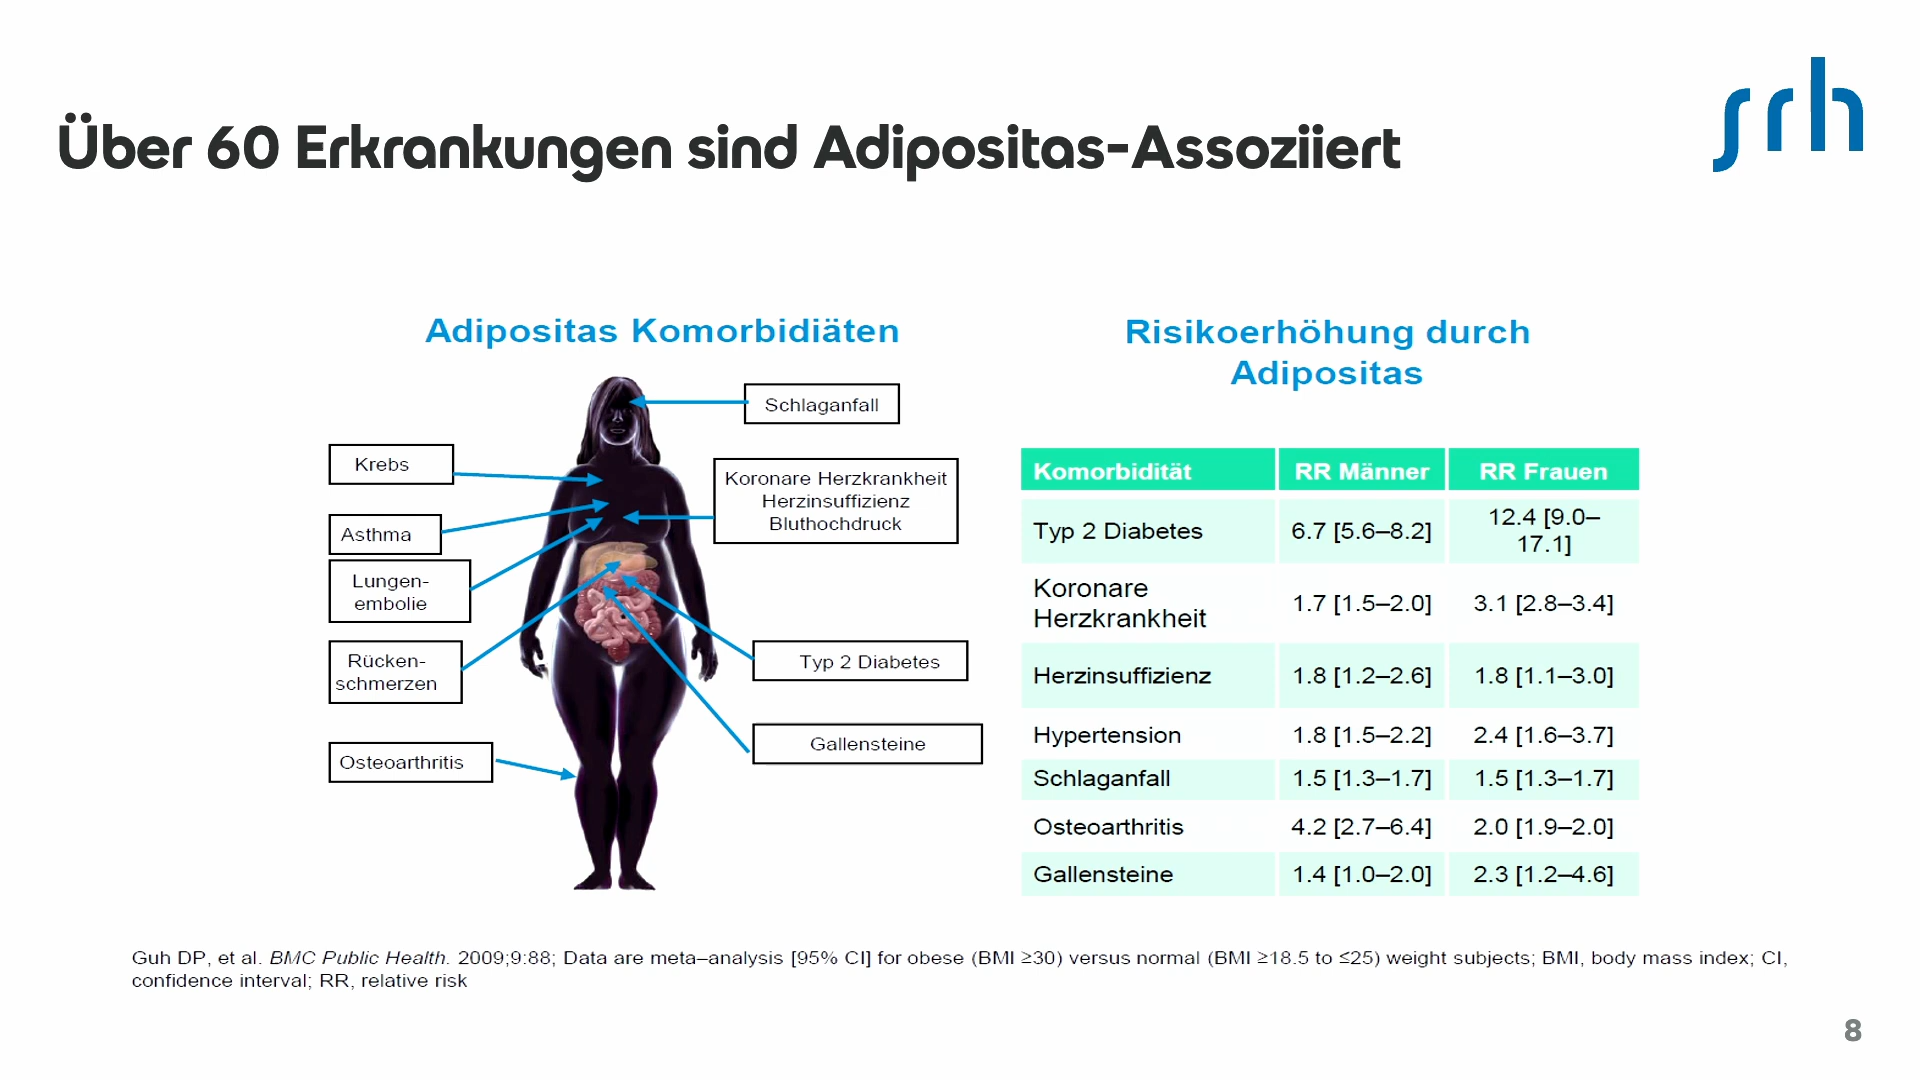 srh
Über 60 Erkrankungen sind Adipositas-Assoziiert
Adipositas Komorbidiäten
Schlaganfall
Krebs
Koronare Herzkrankheit
Herzinsuffizienz
Bluthochdruck
Asthma
Lungen-
embolie
Rücken-
schmerzen
Typ 2 Diabetes
Gallensteine
Osteoarthritis
Risikoerhöhung durch
Adipositas
Komorbidität RR Männer RR Frauen
Typ 2 Diabetes 6.7 [5.6–8.2] 12.4 [9.0–
17.1]
Koronare
Herzkrankheit 1.7 [1.5–2.0] 3.1 [2.8–3.4]
Herzinsuffizienz 1.8 [1.2–2.6] 1.8 [1.1–3.0]
Hypertension 1.8 [1.5–2.2] 2.4 [1.6–3.7]
Schlaganfall 1.5 [1.3–1.7] 1.5 [1.3–1.7]
Osteoarthritis 4.2 [2.7–6.4] 2.0 [1.9–2.0]
Gallensteine 1.4 [1.0–2.0] 2.3 [1.2–4.6]
Guh DP, et al. BMC Public Health. 2009;9:88; Data are meta–analysis [95% CI] for obese (BMI ≥30) versus normal (BMI ≥18.5 to ≤25) weight subjects; BMI, body mass index; CI,
confidence interval; RR, relative risk
8